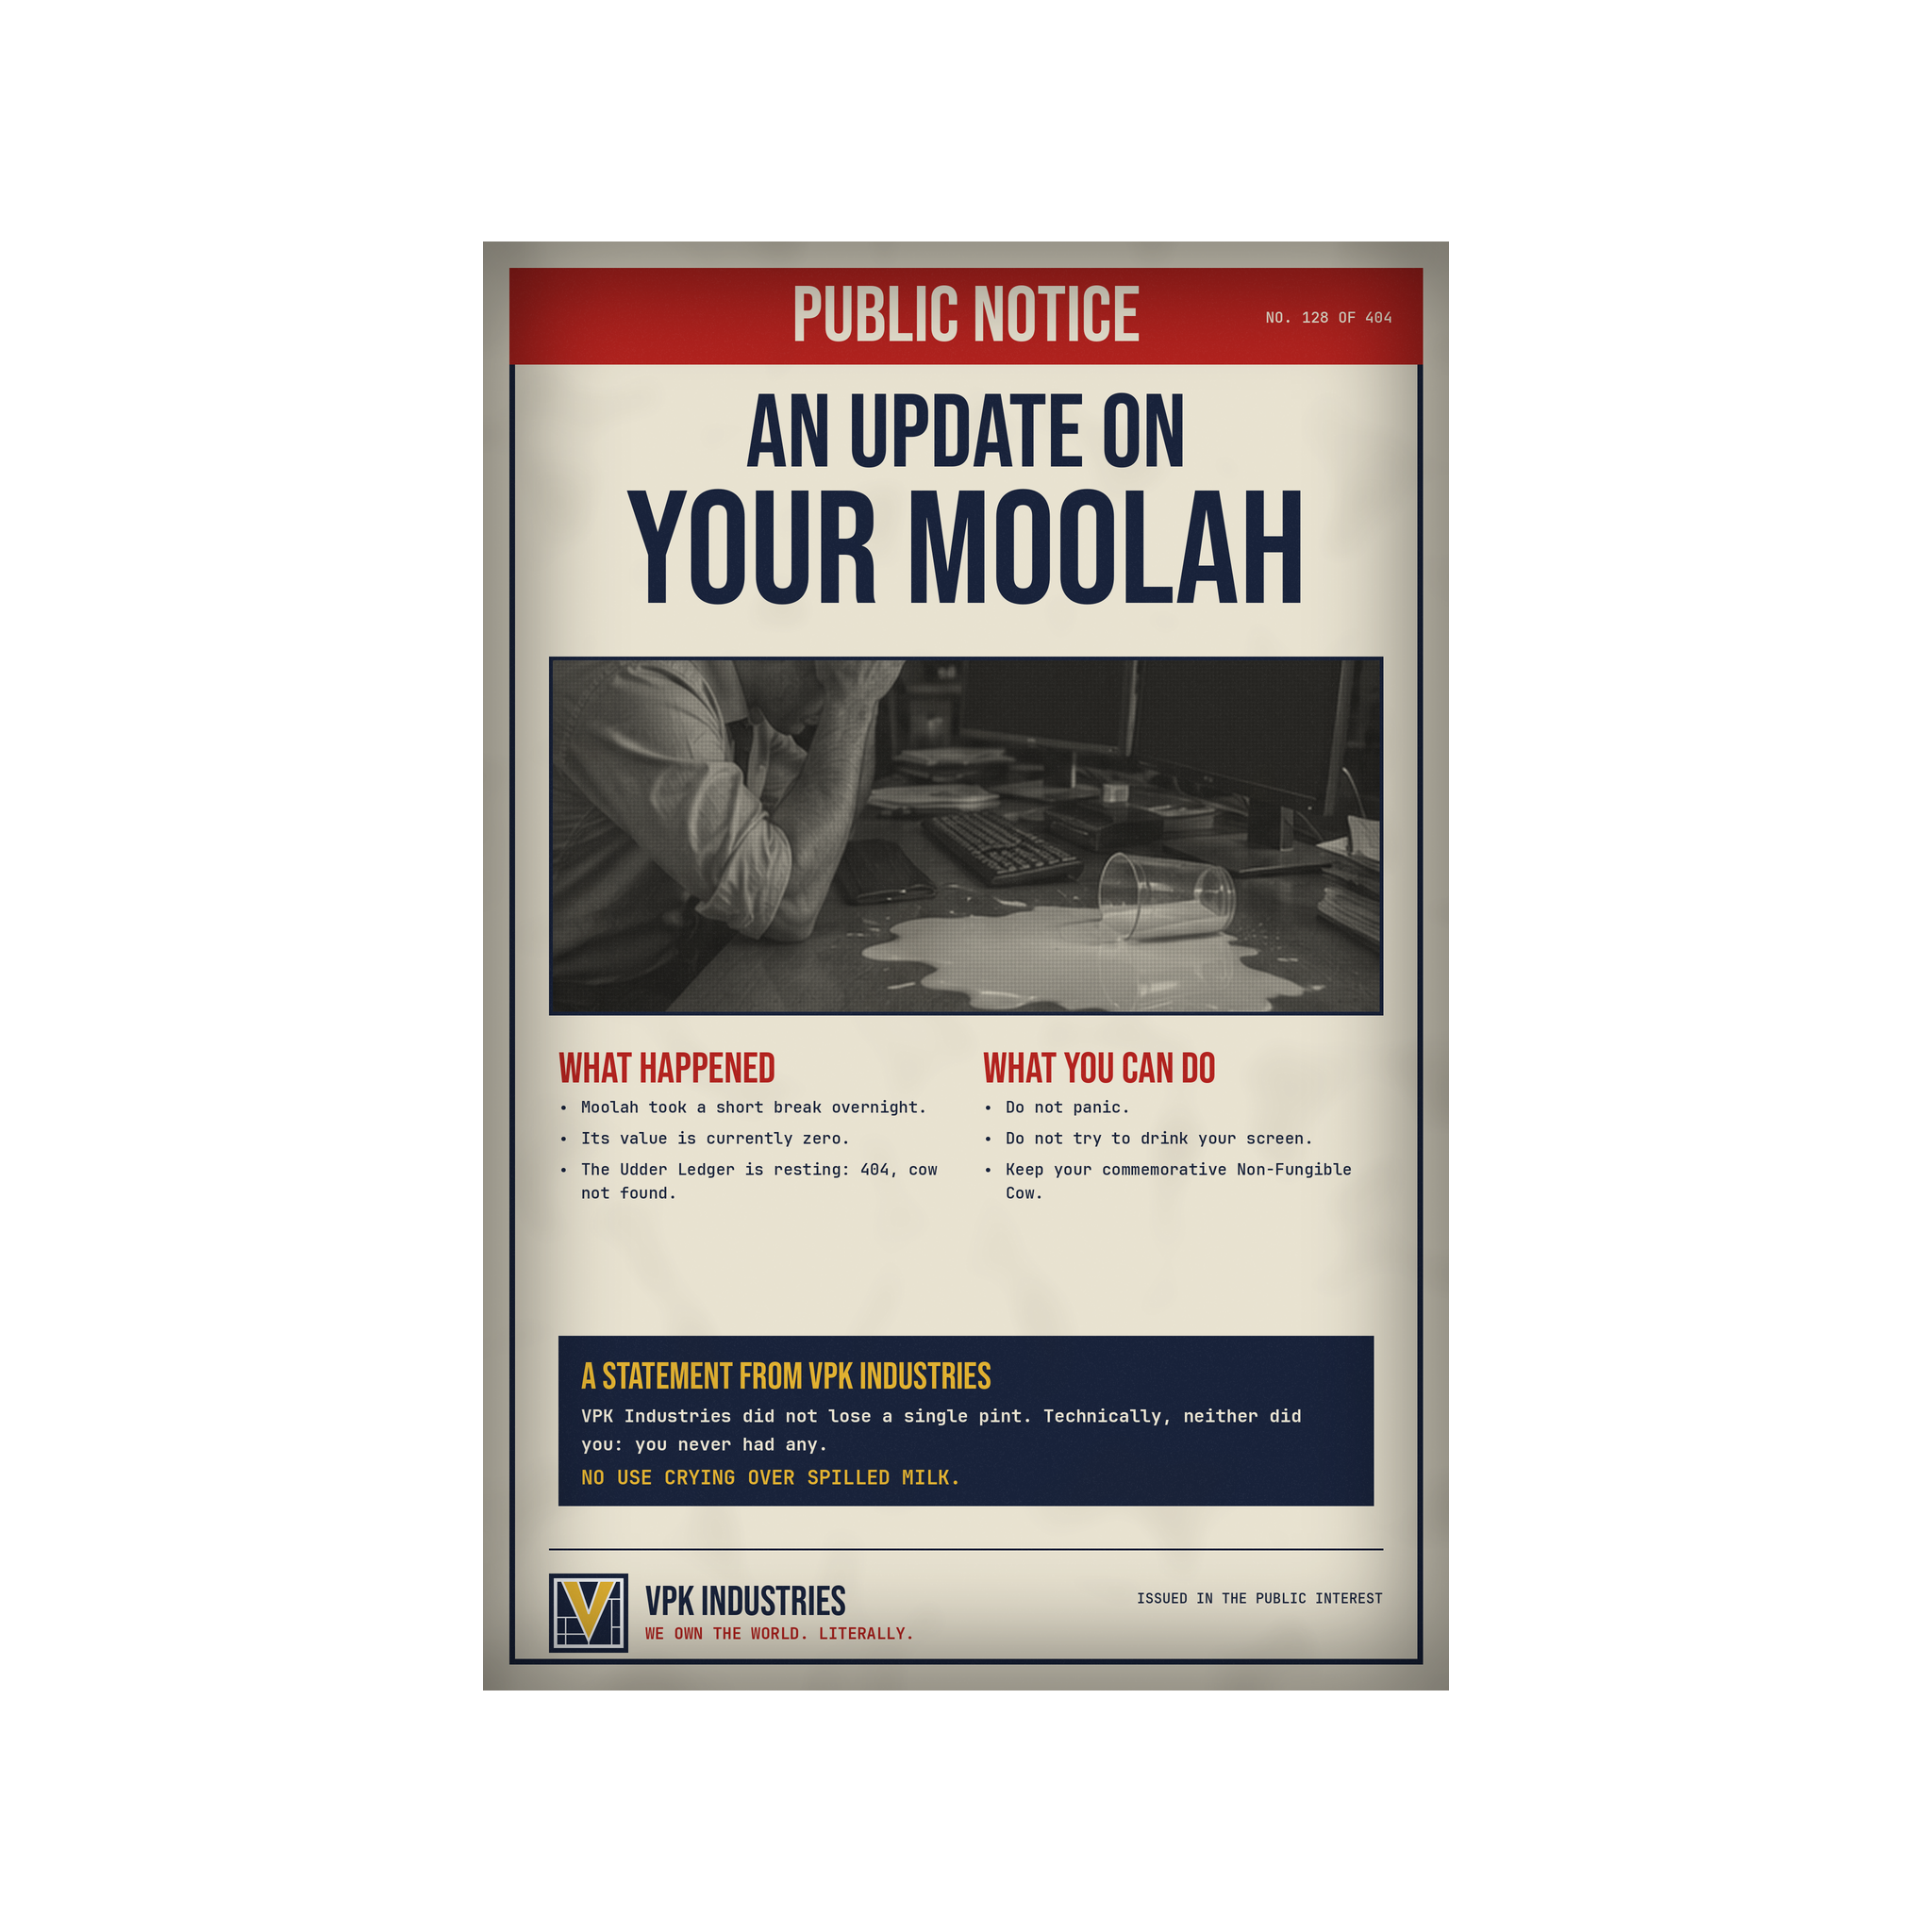 PUBLIC NOTICE
NO. 128 OF 404
AN UPDATE ON
YOUR MOOLAH
WHAT HAPPENED
• Moolah took a short break overnight.
• Its value is currently zero.
• The Udder Ledger is resting: 404, cow
not found.
WHAT YOU CAN DO
• Do not panic.
• Do not try to drink your screen.
• Keep your commemorative Non-Fungible
Cow.
A STATEMENT FROM VPK INDUSTRIES
VPK Industries did not lose a single pint. Technically, neither did
you: you never had any.
NO USE CRYING OVER SPILLED MILK.
V
VPK INDUSTRIES
WE OWN THE WORLD. LITERALLY.
ISSUED IN THE PUBLIC INTEREST